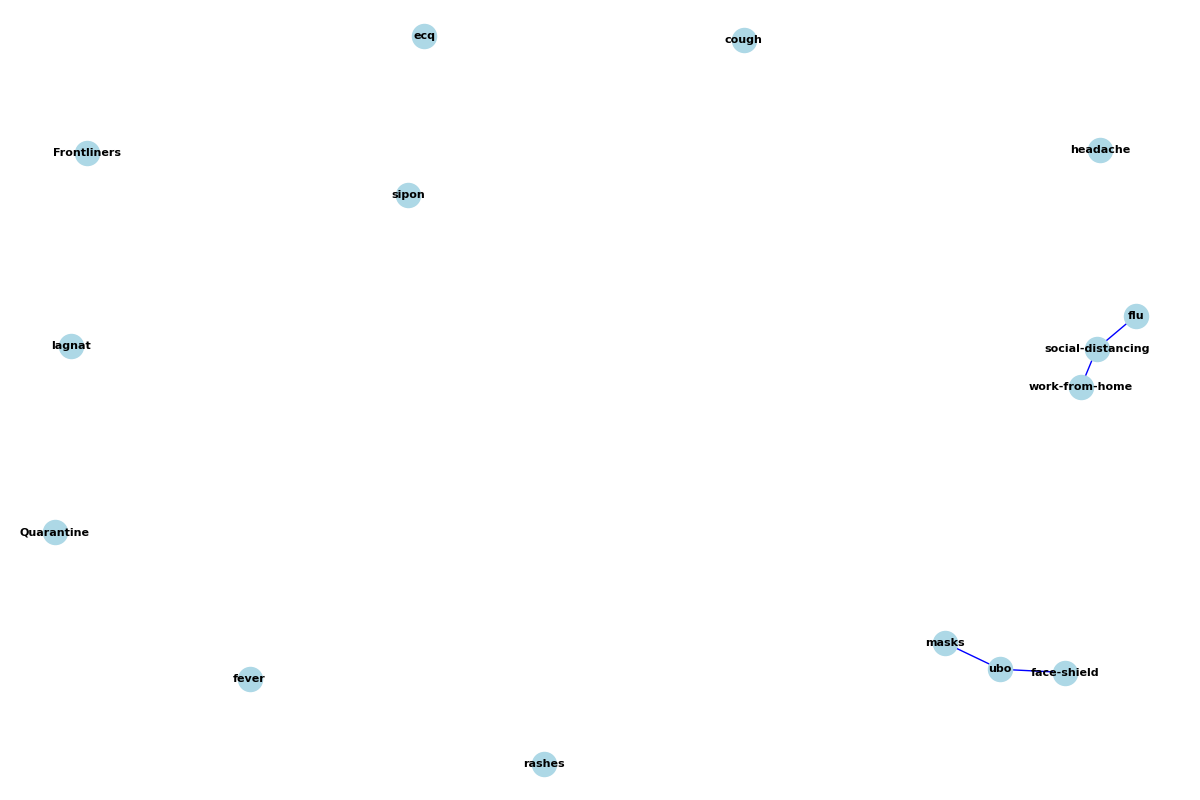 ecq
cough
Frontliners
headache
sipon
flu
lagnat
social-distancing
work-from-home
Quarantine
masks
ubo
face-shield
fever
rashes